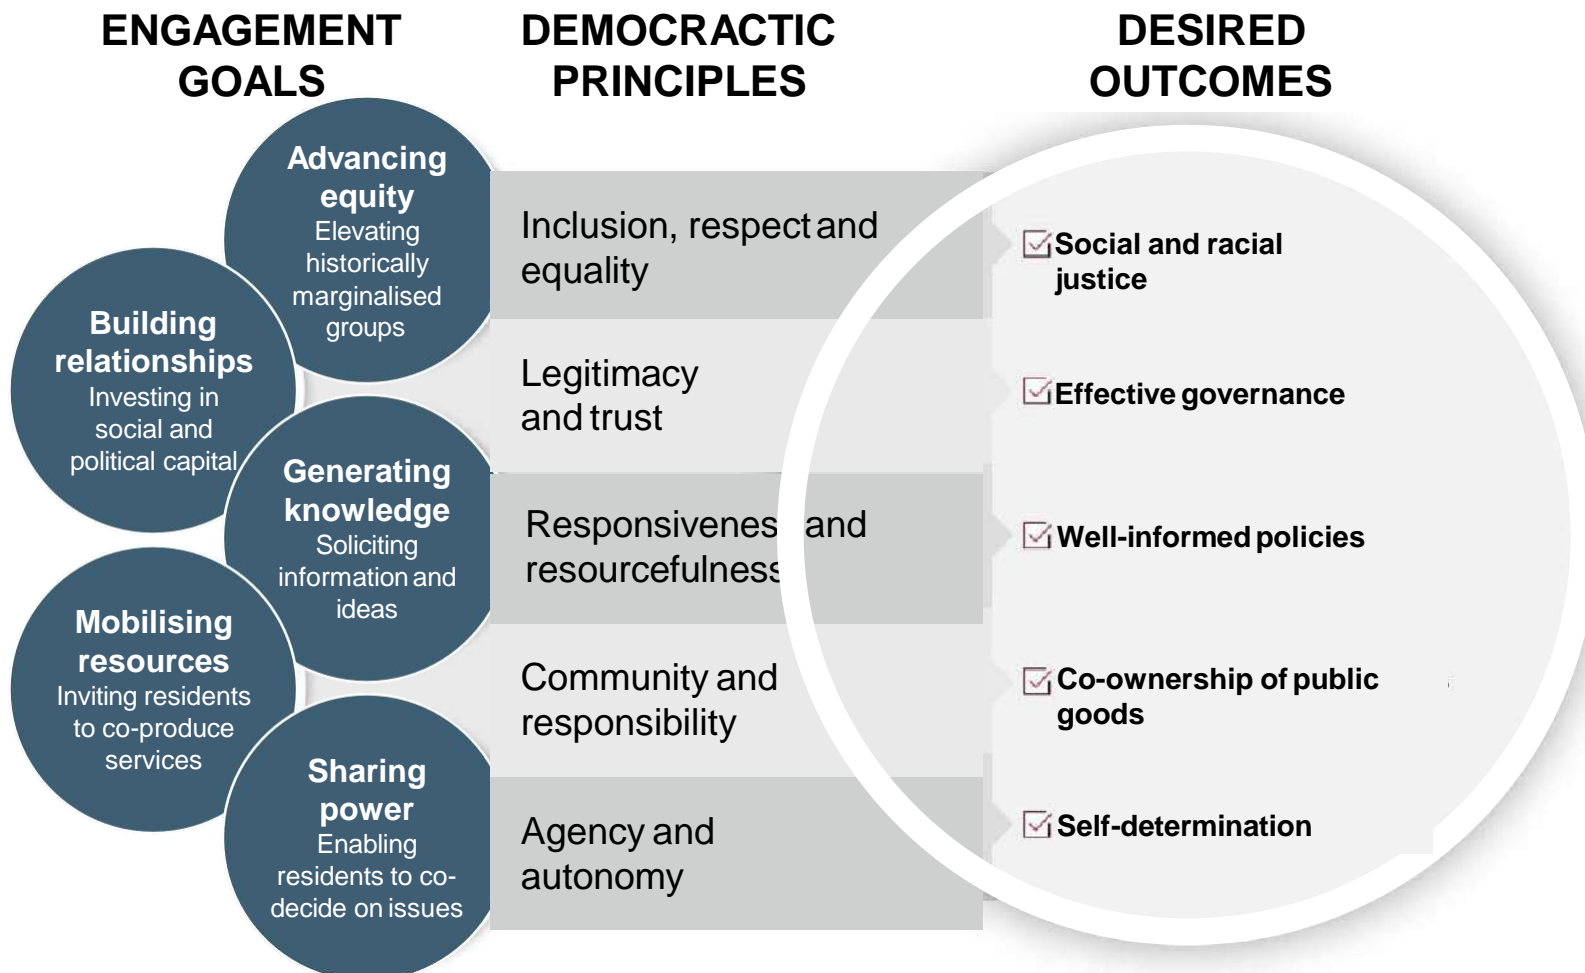 ENGAGEMENT
GOALS
DEMOCRACTIC
PRINCIPLES
DESIRED
OUTCOMES
Advancing
equity
Elevating
historically
marginalised
groups
Building
relationships
Investing in
social and
political capital
Generating
knowledge
Soliciting
information and
ideas
Mobilising
resources
Inviting residents
to co-produce
services
Sharing
power
Enabling
residents to co-
decide on issues
Inclusion, respect and
equality
Legitimacy
and trust
Responsiveness and
resourcefulness
Community and
responsibility
Agency and
autonomy
Social and racial
justice
Effective governance
Well-informed policies
Co-ownership of public
goods
Self-determination